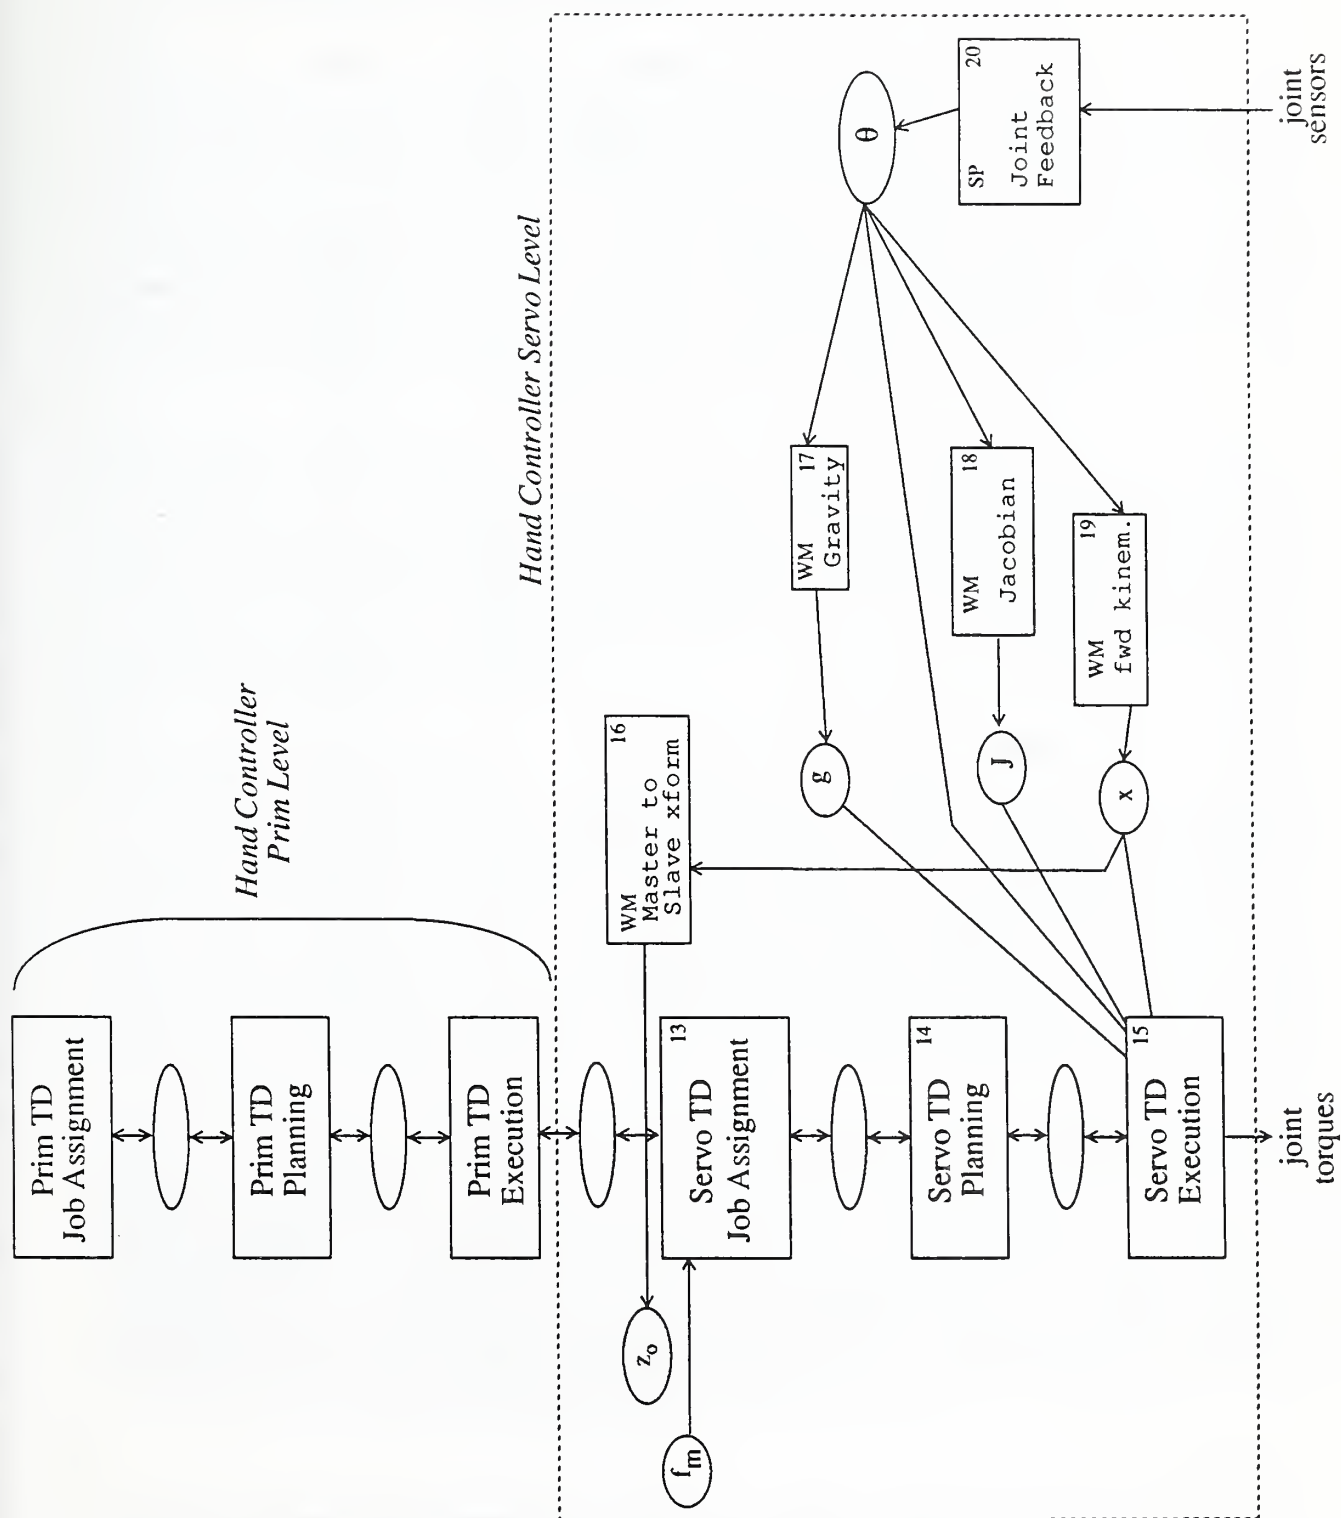 Hand Controller
Prim Level
Prim TD
Job Assignment
Prim TD
Planning
Prim TD
Execution
Hand Controller Servo Level
WM
16
Master to
Slave xform
z₀
fm
13
Servo TD
Job Assignment
14
Servo TD
Planning
15
Servo TD
Execution
joint
torques
WM
17
Gravity
g
WM
18
Jacobian
J
WM
19
fwd kinem.
x
θ
SP
20
Joint
Feedback
joint
sensors